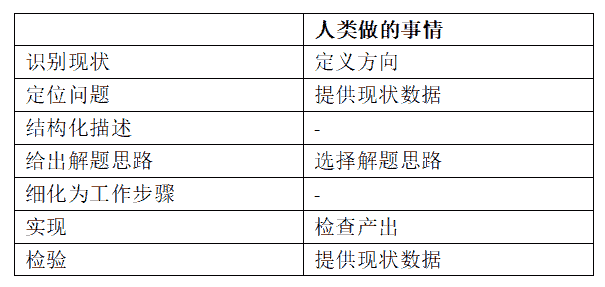 人类做的事情
识别现状 定义方向
定位问题 提供现状数据
结构化描述 -
给出解题思路 选择解题思路
细化为工作步骤 -
实现 检查产出
检验 提供现状数据